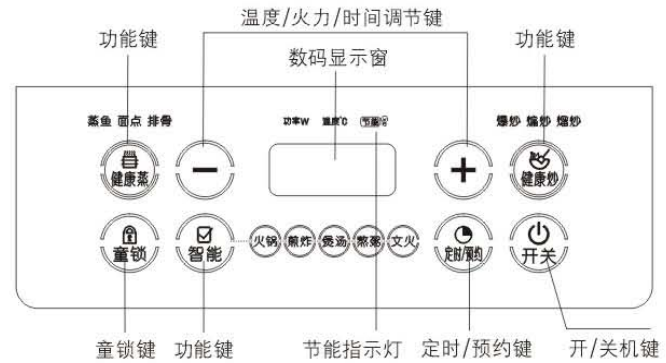 温度/火力/时间调节键
功能键
数码显示窗
功能键
蒸鱼 面点 排骨
功率W 温度℃ 节能
爆炒 煸炒 熘炒
健康蒸
健康炒
童锁
智能
火锅
煎炸
煲汤
熬粥
文火
定时/预约
开关
童锁键
功能键
节能指示灯
定时/预约键
开/关机键